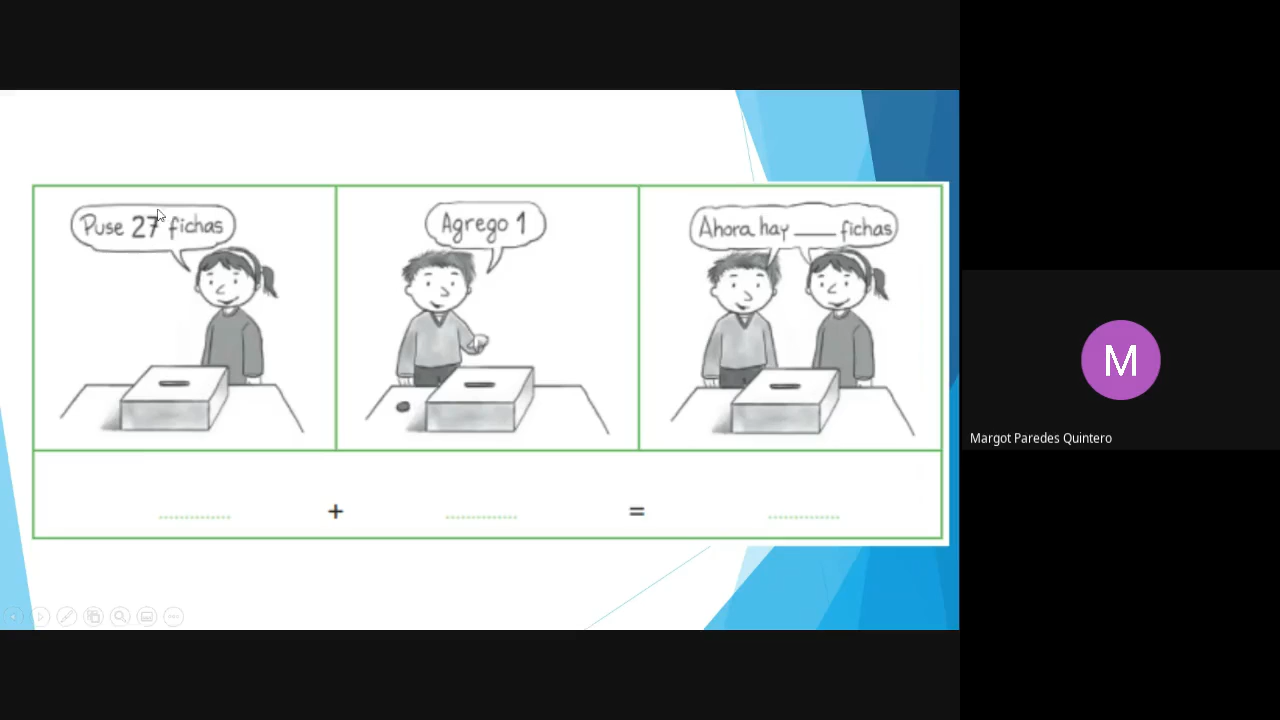 Puse 27 fichas
Agrego 1
Ahora hay ____ fichas
............. + ............. = .............
M
Margot Paredes Quintero